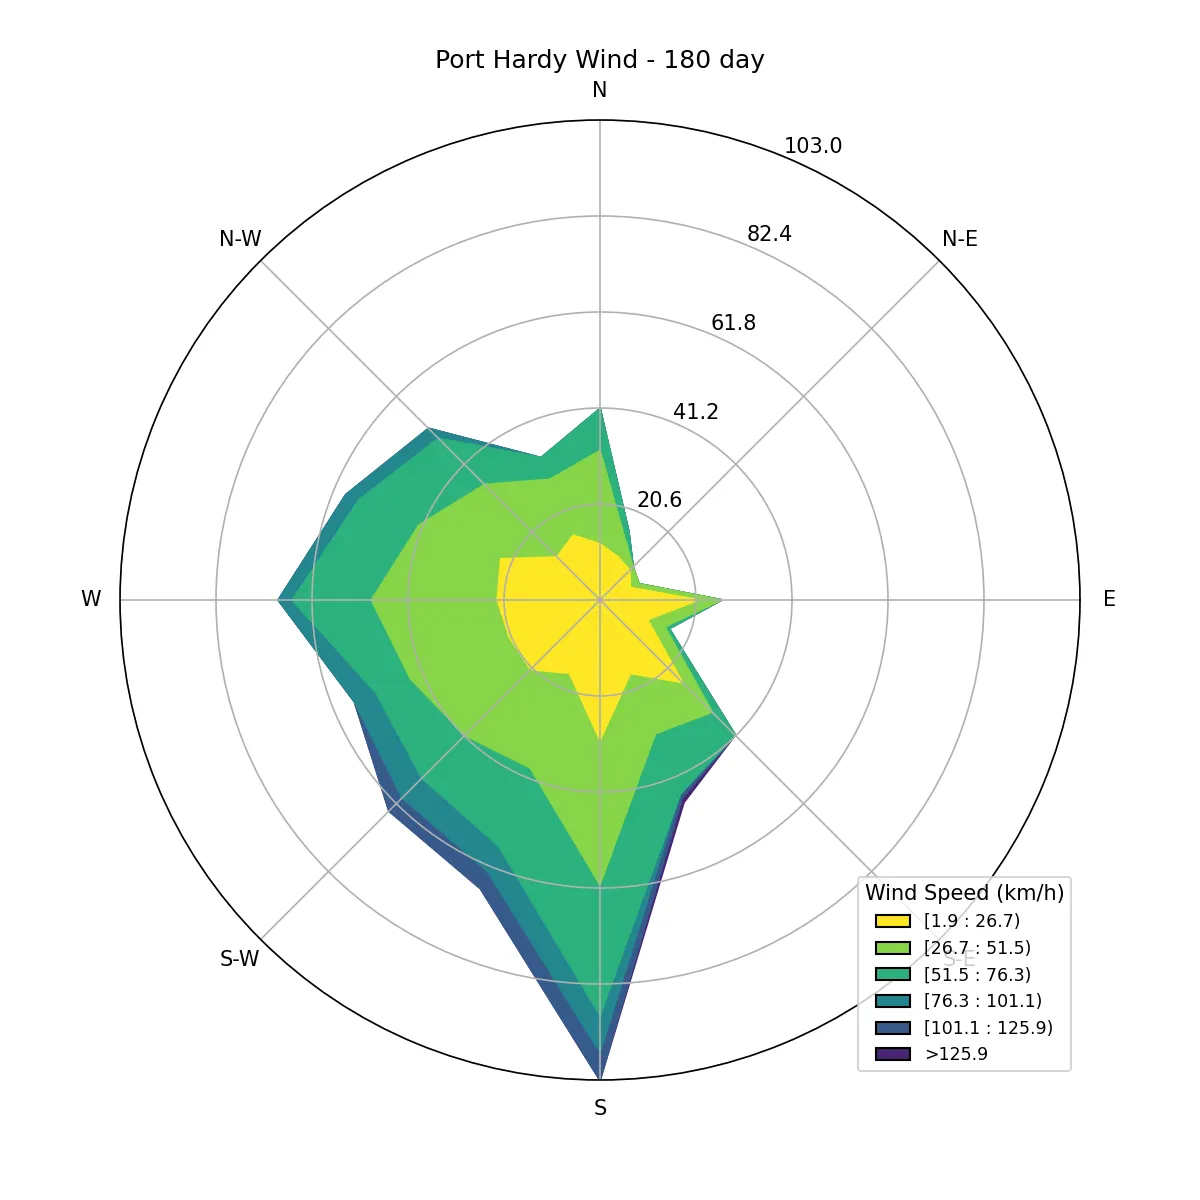 Port Hardy Wind - 180 day
N
103.0
N-W
82.4
N-E
61.8
41.2
20.6
W
E
Wind Speed (km/h)
[1.9 : 26.7)
[26.7 : 51.5)
S-W
S-E
[51.5 : 76.3)
[76.3 : 101.1)
[101.1 : 125.9)
>125.9
S